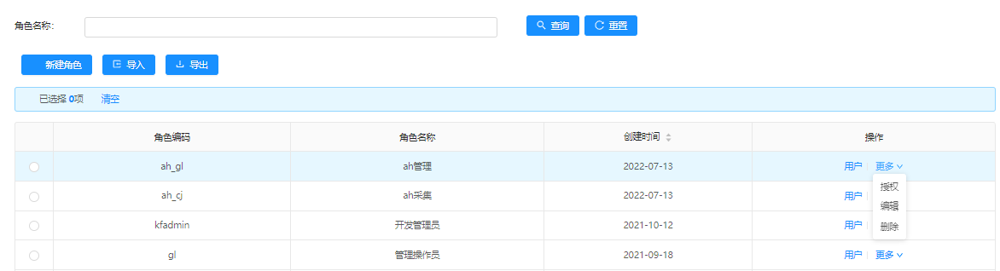 角色名称:
查询 重置
新建角色 导入 导出
已选择 0项 清空
角色编码 角色名称 创建时间 操作
ah_gl ah管理 2022-07-13 用户 更多
授权
ah_cj ah采集 2022-07-13 用户
编辑
kfadmin 开发管理员 2021-10-12 用户
删除
gl 管理操作员 2021-09-18 用户 更多